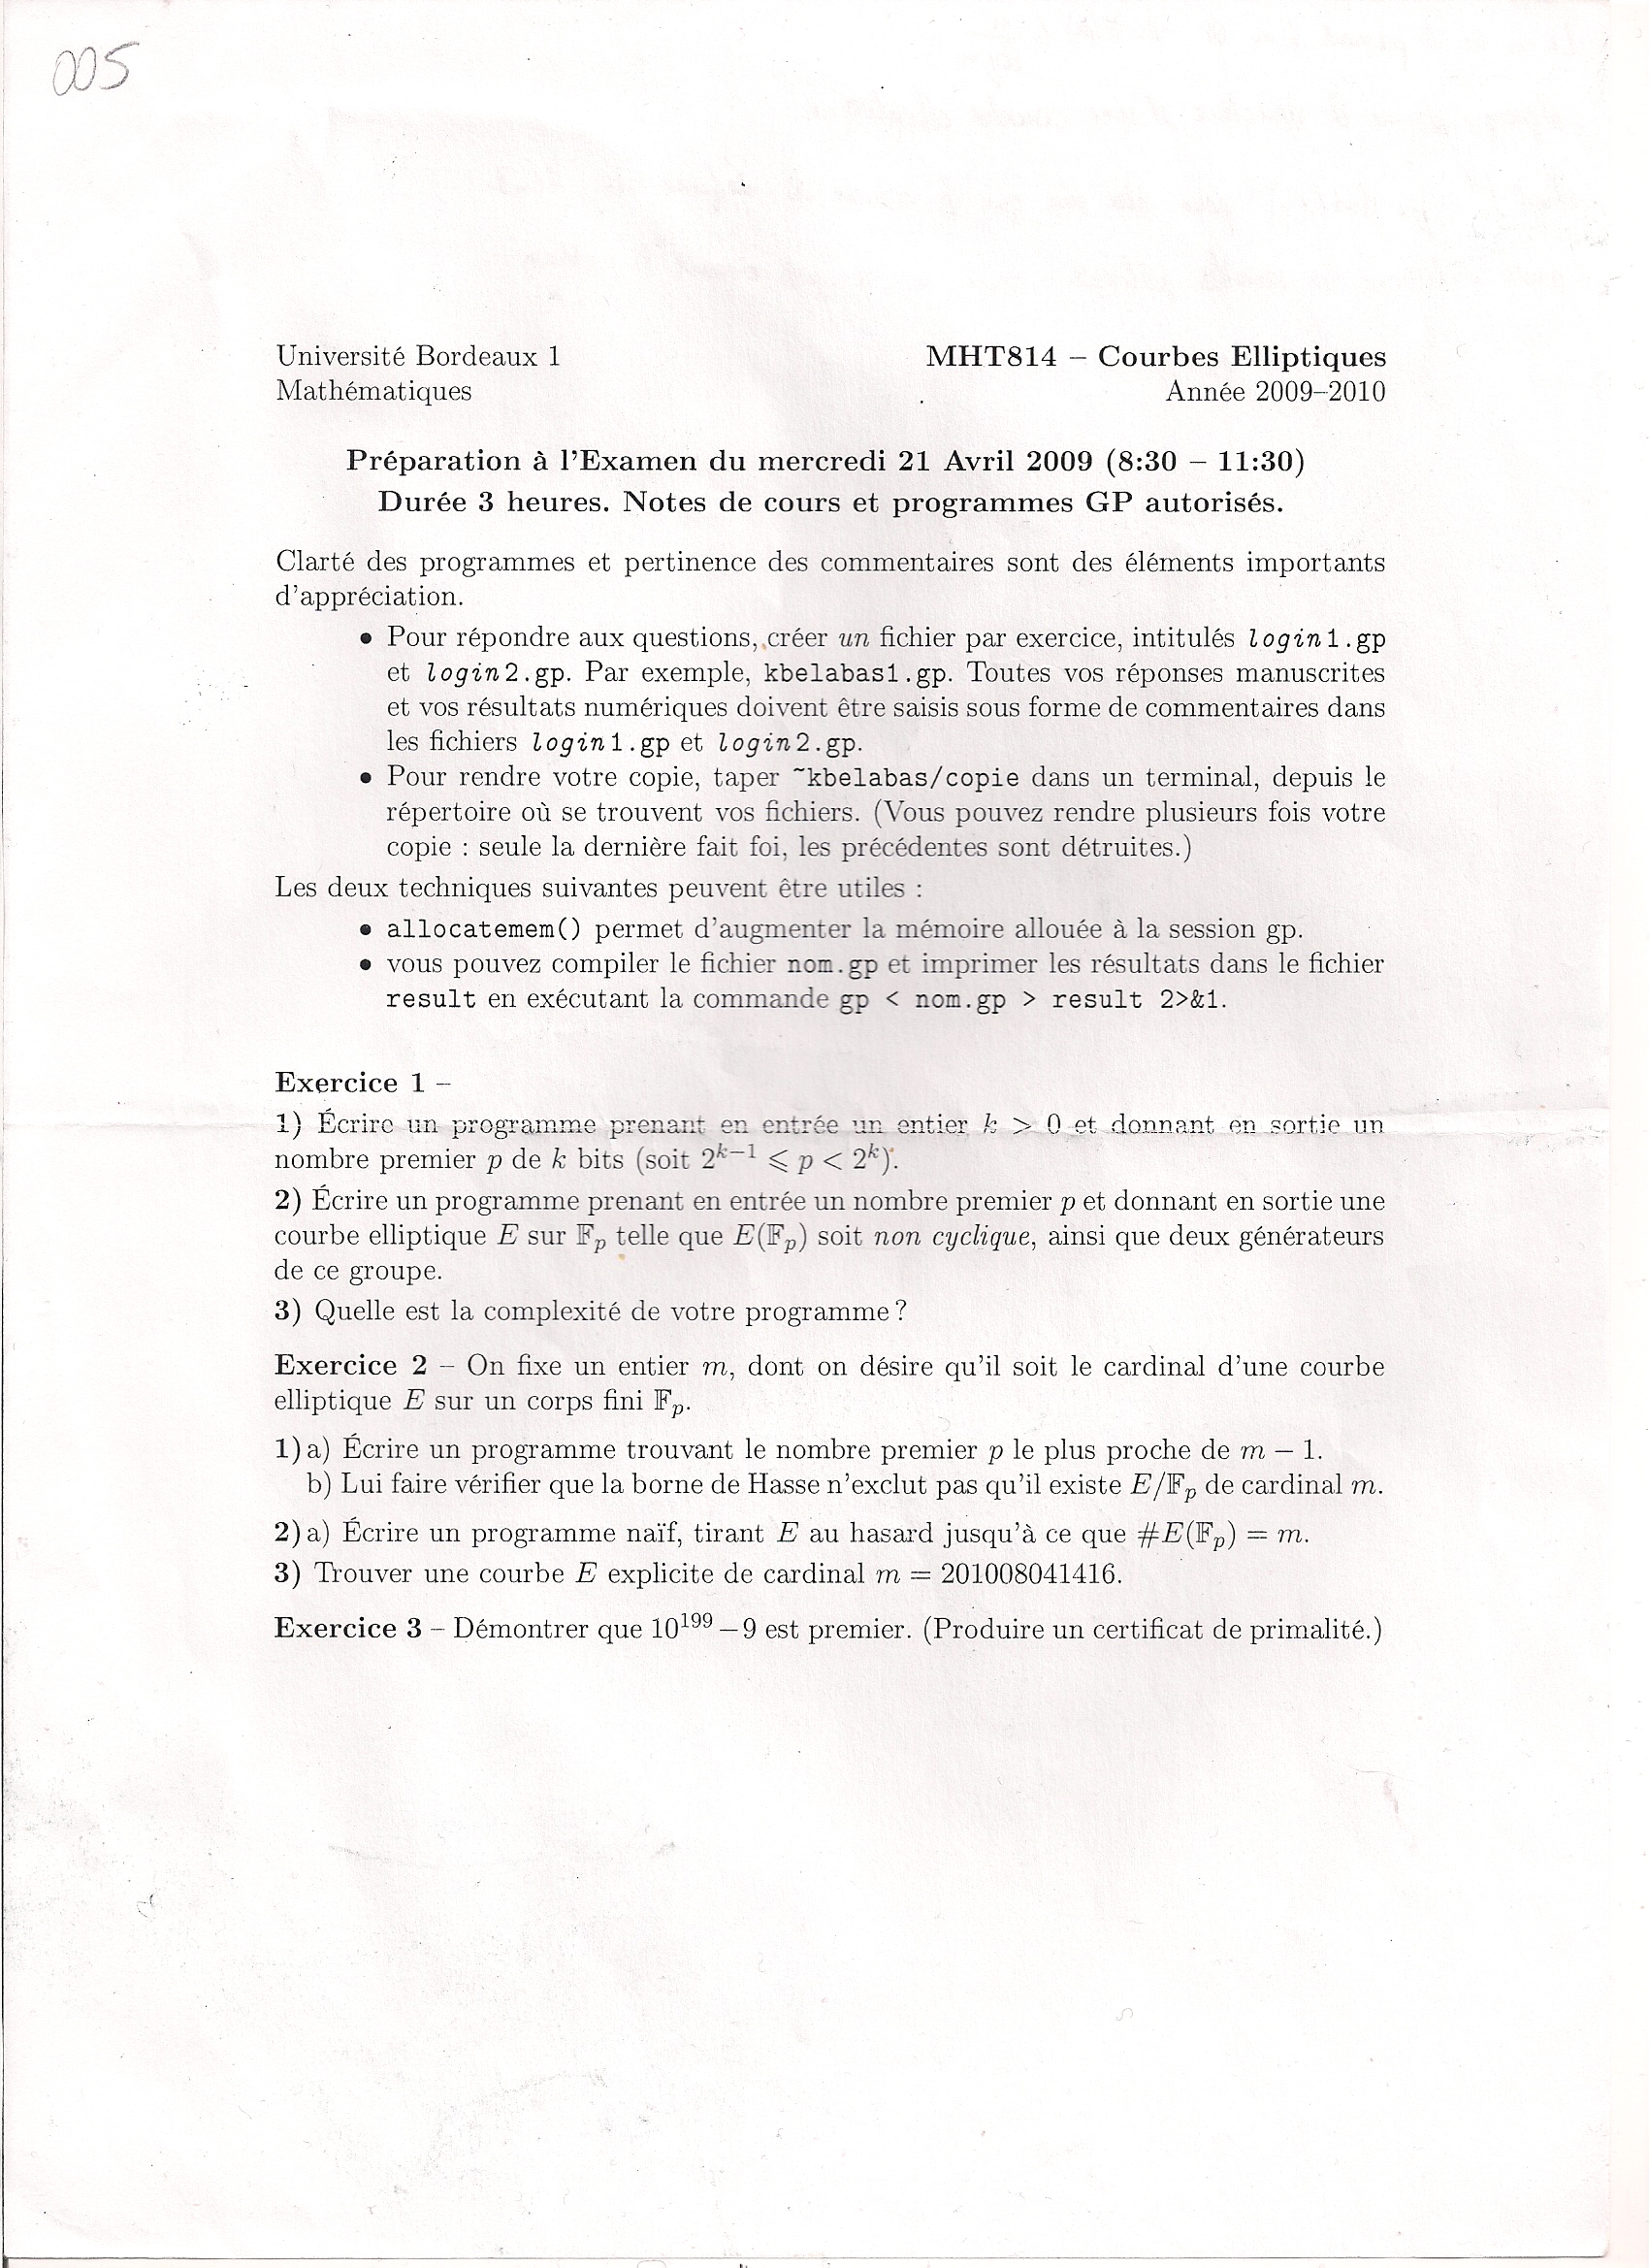 005
Université Bordeaux 1
MHT814 – Courbes Elliptiques
Mathématiques
Année 2009–2010
Préparation à l'Examen du mercredi 21 Avril 2009 (8:30 – 11:30)
Durée 3 heures. Notes de cours et programmes GP autorisés.
Clarté des programmes et pertinence des commentaires sont des éléments importants
d'appréciation.
• Pour répondre aux questions, créer un fichier par exercice, intitulés login1.gp
et login2.gp. Par exemple, kbelabas1.gp. Toutes vos réponses manuscrites
et vos résultats numériques doivent être saisis sous forme de commentaires dans
les fichiers login1.gp et login2.gp.
• Pour rendre votre copie, taper ~kbelabas/copie dans un terminal, depuis le
répertoire où se trouvent vos fichiers. (Vous pouvez rendre plusieurs fois votre
copie : seule la dernière fait foi, les précédentes sont détruites.)
Les deux techniques suivantes peuvent être utiles :
• allocatemem() permet d'augmenter la mémoire allouée à la session gp.
• vous pouvez compiler le fichier nom.gp et imprimer les résultats dans le fichier
result en exécutant la commande gp < nom.gp > result 2>&1.
Exercice 1 –
1) Écrire un programme prenant en entrée un entier k > 0 et donnant en sortie un
nombre premier p de k bits (soit 2^{k−1} ⩽ p < 2^k).
2) Écrire un programme prenant en entrée un nombre premier p et donnant en sortie une
courbe elliptique E sur 𝔽_p telle que E(𝔽_p) soit non cyclique, ainsi que deux générateurs
de ce groupe.
3) Quelle est la complexité de votre programme ?
Exercice 2 – On fixe un entier m, dont on désire qu'il soit le cardinal d'une courbe
elliptique E sur un corps fini 𝔽_p.
1) a) Écrire un programme trouvant le nombre premier p le plus proche de m − 1.
b) Lui faire vérifier que la borne de Hasse n'exclut pas qu'il existe E/𝔽_p de cardinal m.
2) a) Écrire un programme naïf, tirant E au hasard jusqu'à ce que #E(𝔽_p) = m.
3) Trouver une courbe E explicite de cardinal m = 201008041416.
Exercice 3 – Démontrer que 10^{199} − 9 est premier. (Produire un certificat de primalité.)